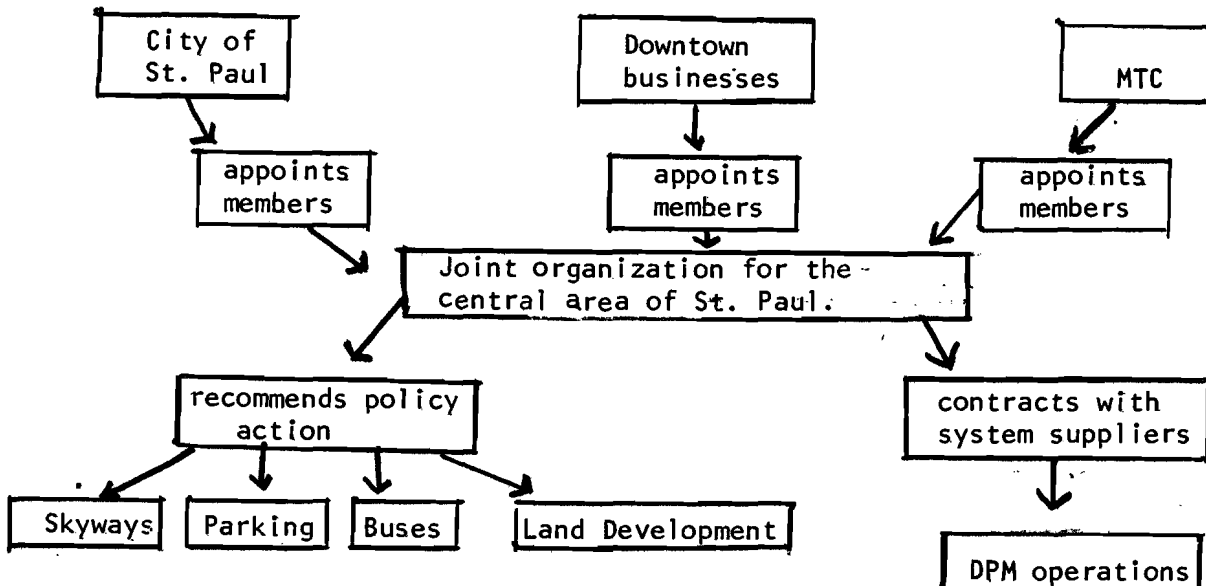 City of
St. Paul
Downtown
businesses
MTC
appoints
members
appoints
members
appoints
members
Joint organization for the
central area of St. Paul.
recommends policy
action
contracts with
system suppliers
Skyways
Parking
Buses
Land Development
DPM operations